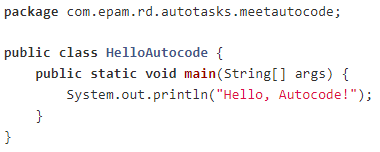 package com.epam.rd.autotasks.meetautocode;
public class HelloAutocode {
    public static void main(String[] args) {
        System.out.println("Hello, Autocode!");
    }
}